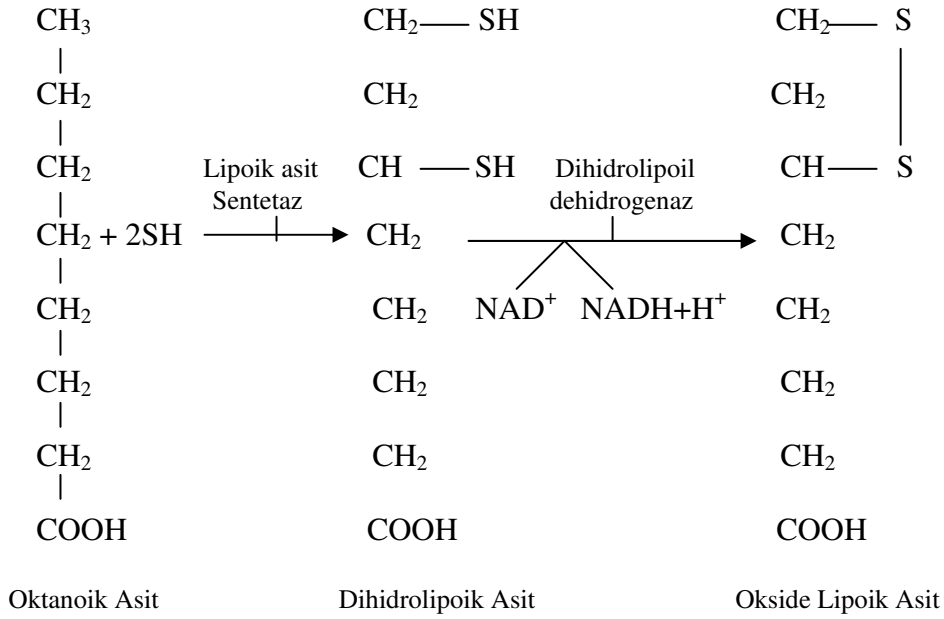 CH₃ CH₂ SH CH₂ S
CH₂ CH₂ CH₂
CH₂ Lipoik asit CH SH Dihidrolipoil CH S
Sentetaz dehidrogenaz
CH₂ + 2SH CH₂ CH₂
CH₂ CH₂ NAD⁺ NADH+H⁺ CH₂
CH₂ CH₂ CH₂
CH₂ CH₂ CH₂
COOH COOH COOH
Oktanoik Asit Dihidrolipoik Asit Okside Lipoik Asit